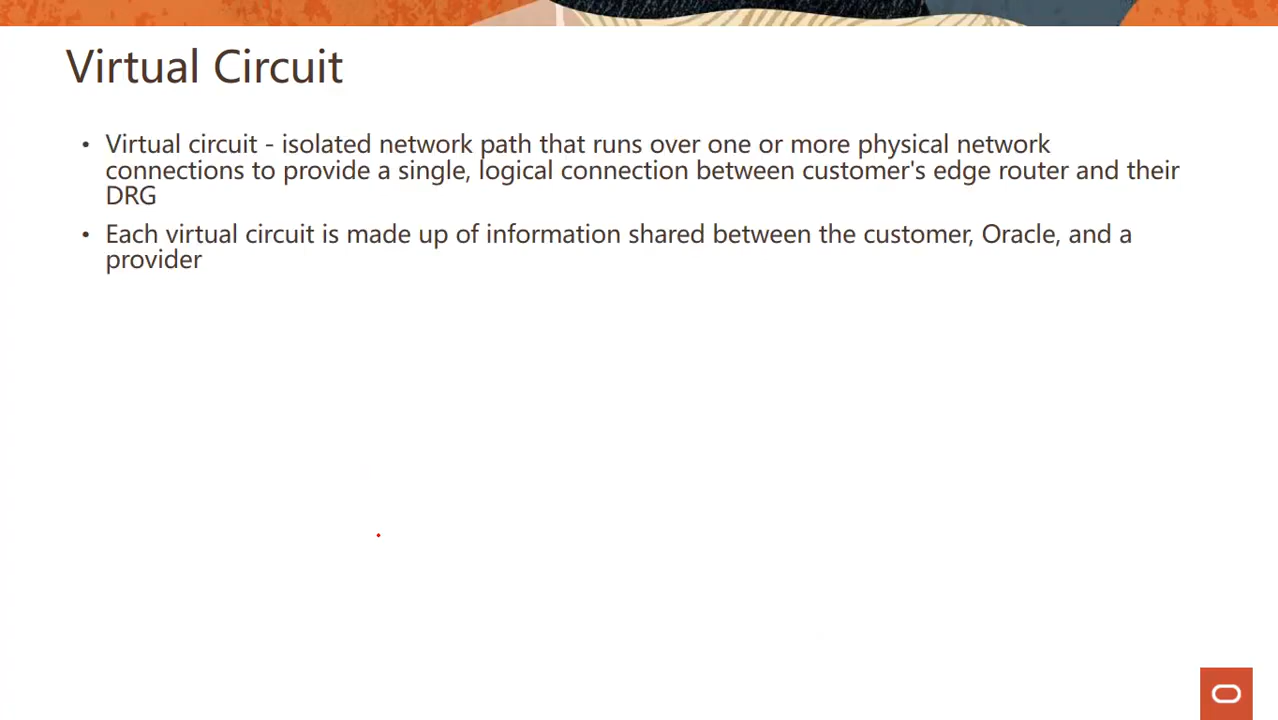 Virtual Circuit
• Virtual circuit - isolated network path that runs over one or more physical network
connections to provide a single, logical connection between customer's edge router and their
DRG
• Each virtual circuit is made up of information shared between the customer, Oracle, and a
provider